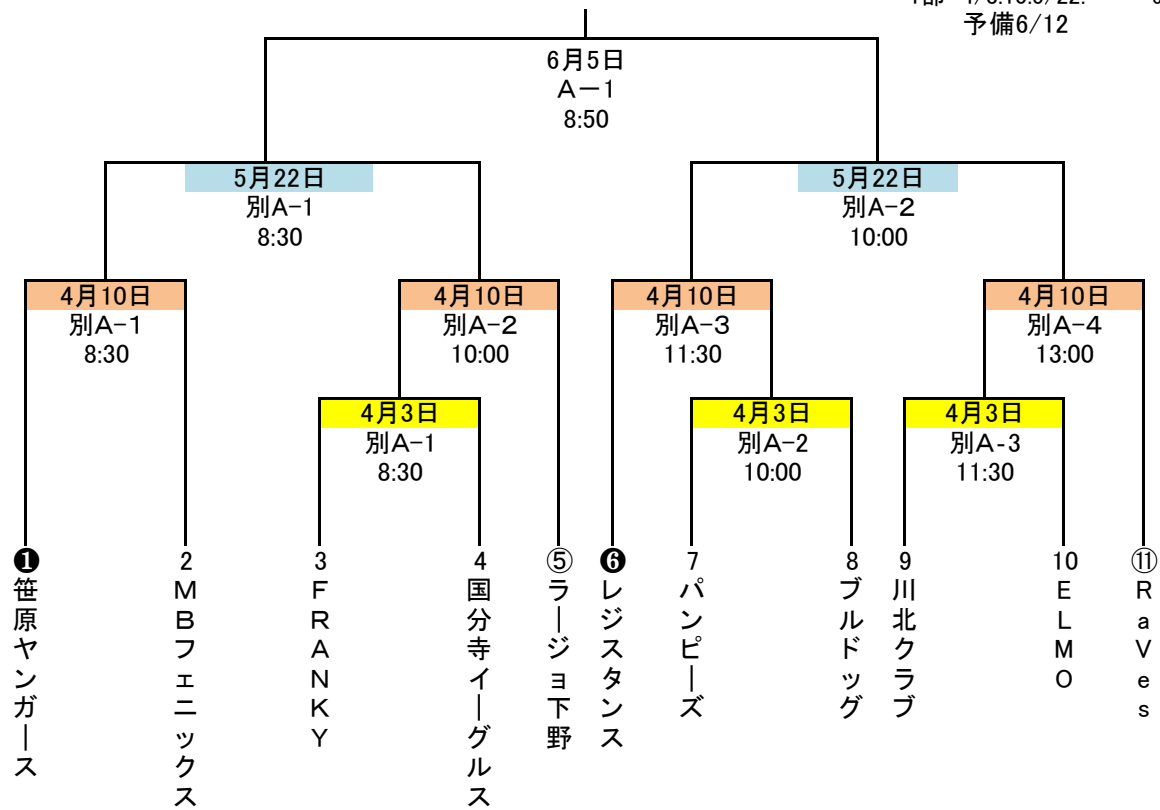 予備6/12
6月5日
A－1
8:50
5月22日
別A-1
8:30
5月22日
別A-2
10:00
4月10日
別A-1
8:30
4月10日
別A-2
10:00
4月10日
別A-3
11:30
4月10日
別A-4
13:00
4月3日
別A-1
8:30
4月3日
別A-2
10:00
4月3日
別A-3
11:30
❶笹原ヤンガース
2 MBフェニックス
3 FRANKY
4 国分寺イーグルス
⑤ラージョ下野
❻レジスタンス
7 パンピーズ
8 ブルドッグ
9 川北クラブ
10 ELMO
⑪RaVes